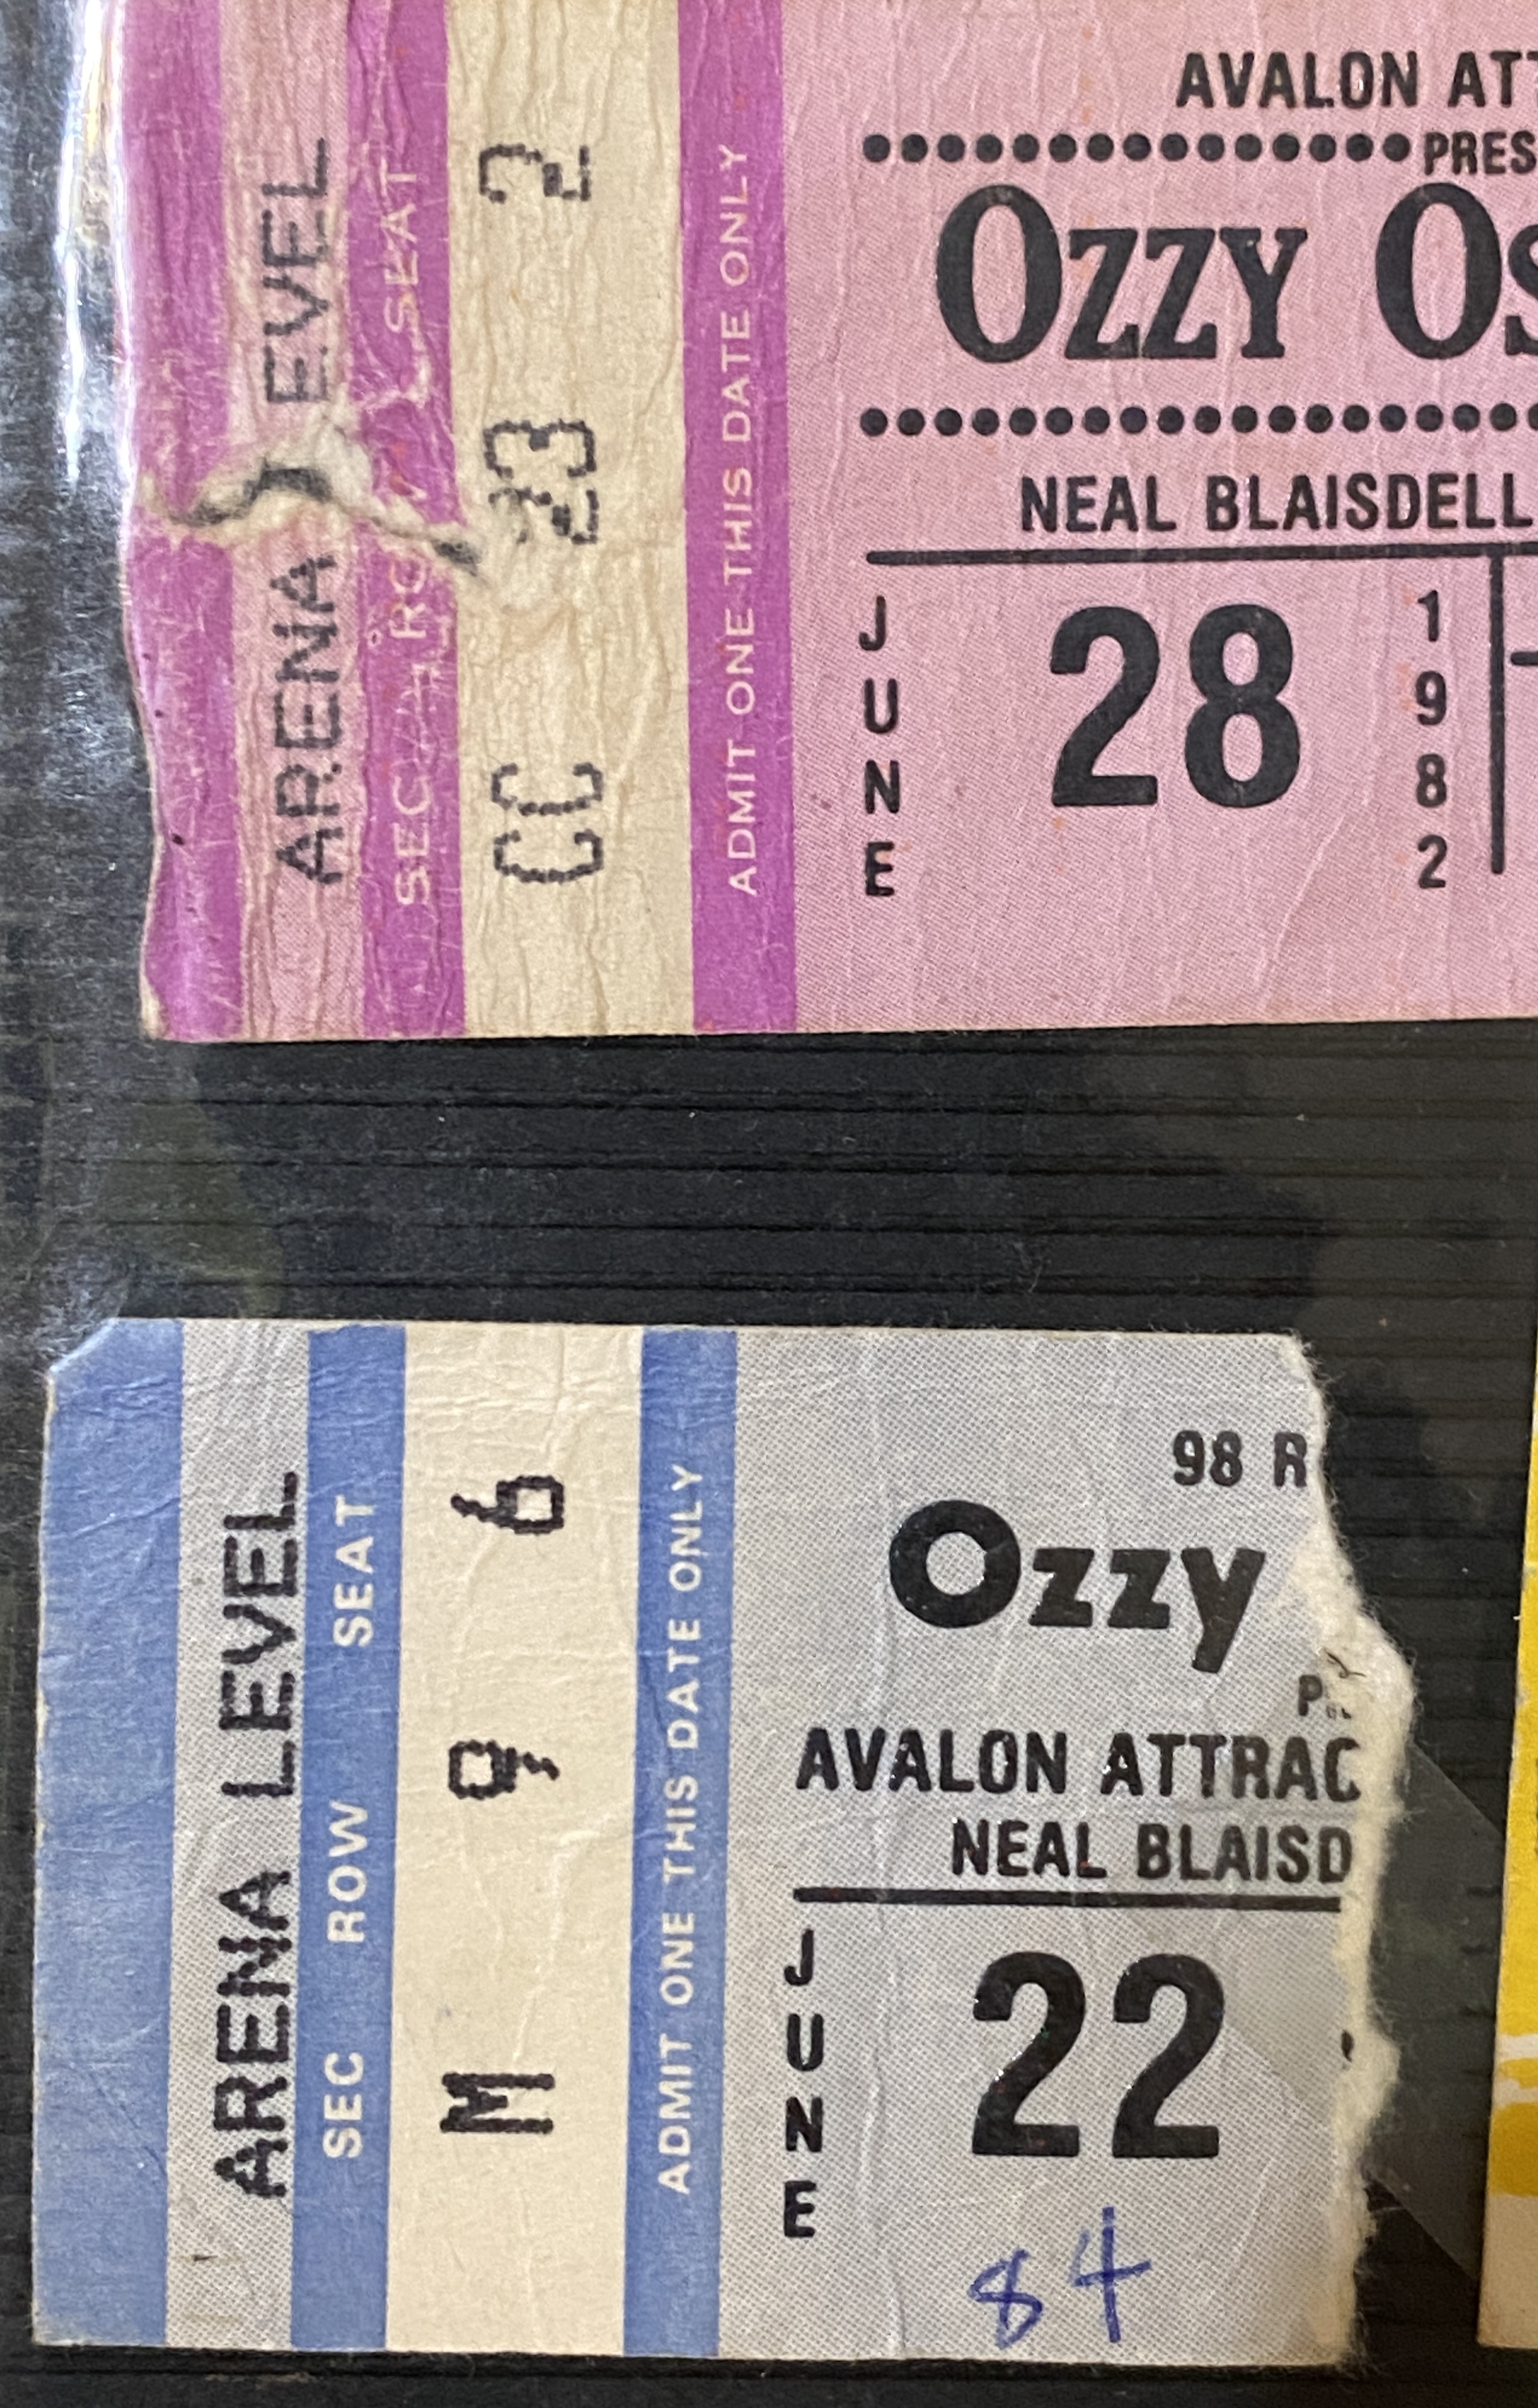 ARENA LEVEL
SEC ROW SEAT
CC 23 2
ADMIT ONE THIS DATE ONLY
AVALON ATT
PRES
OZZY OS
NEAL BLAISDELL
JUNE 28 1982
ARENA LEVEL
SEC ROW SEAT
M 9 6
ADMIT ONE THIS DATE ONLY
98 R
Ozzy
AVALON ATTRAC
NEAL BLAISD
JUNE 22
84